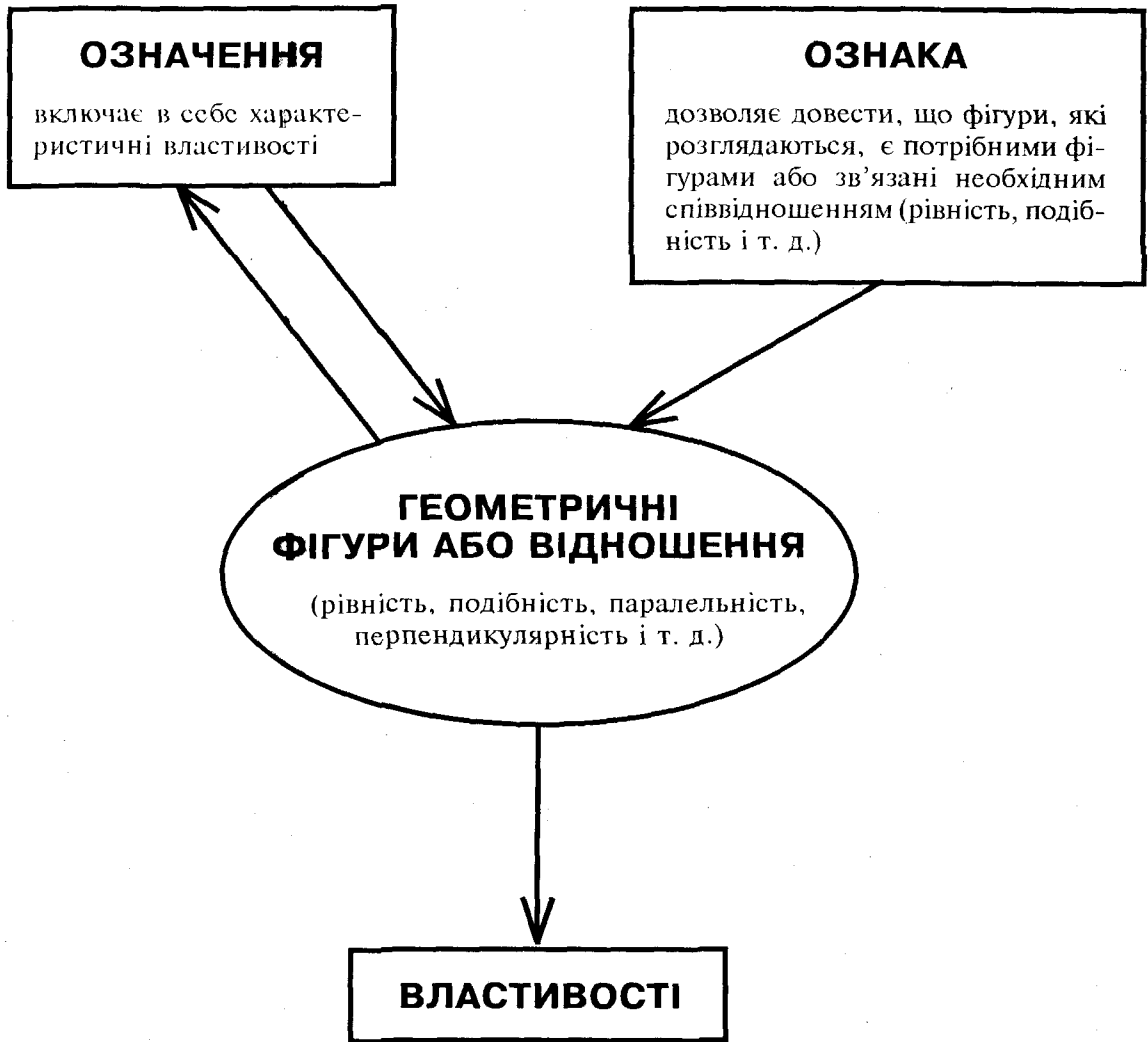 ОЗНАЧЕННЯ
включає в себе характе-
ристичні властивості
ОЗНАКА
дозволяє довести, що фігури, які
розглядаються, є потрібними фі-
гурами або зв’язані необхідним
співвідношенням (рівність, подіб-
ність і т. д.)
ГЕОМЕТРИЧНІ
ФІГУРИ АБО ВІДНОШЕННЯ
(рівність, подібність, паралельність,
перпендикулярність і т. д.)
ВЛАСТИВОСТІ